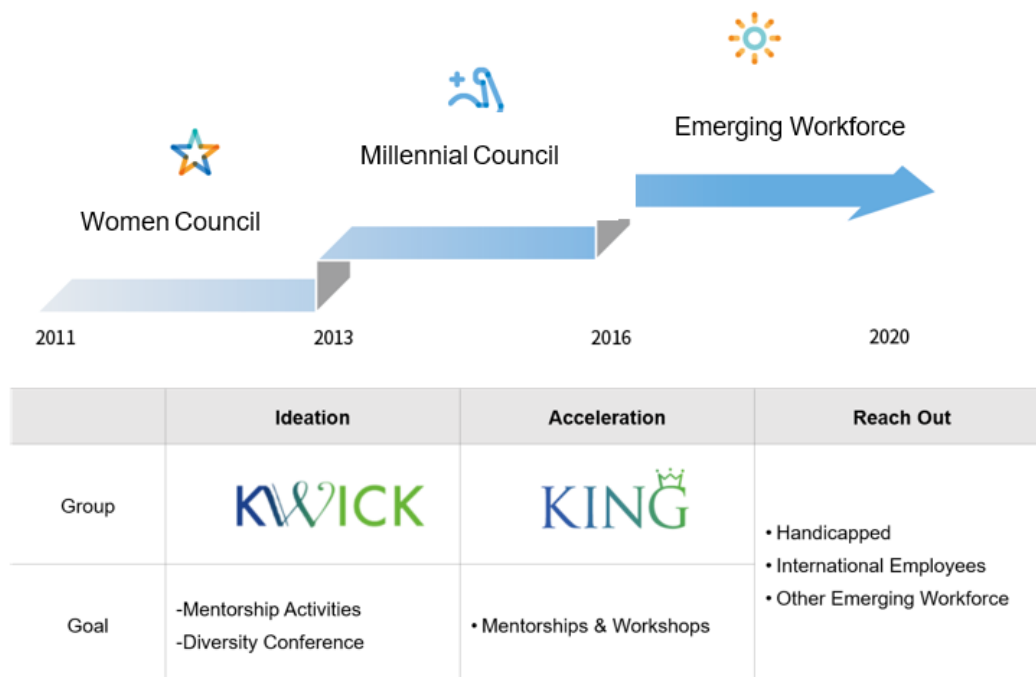 Emerging Workforce
Millennial Council
Women Council
2011 2013 2016 2020
Ideation Acceleration Reach Out
Group KWICK KING
• Handicapped
• International Employees
• Other Emerging Workforce
Goal
-Mentorship Activities
-Diversity Conference
• Mentorships & Workshops